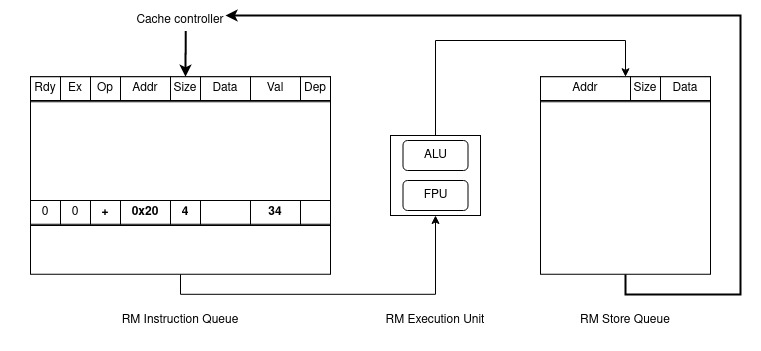 Cache controller
Rdy Ex Op Addr Size Data Val Dep
Addr Size Data
ALU
FPU
0 0 + 0x20 4 34
RM Instruction Queue
RM Execution Unit
RM Store Queue